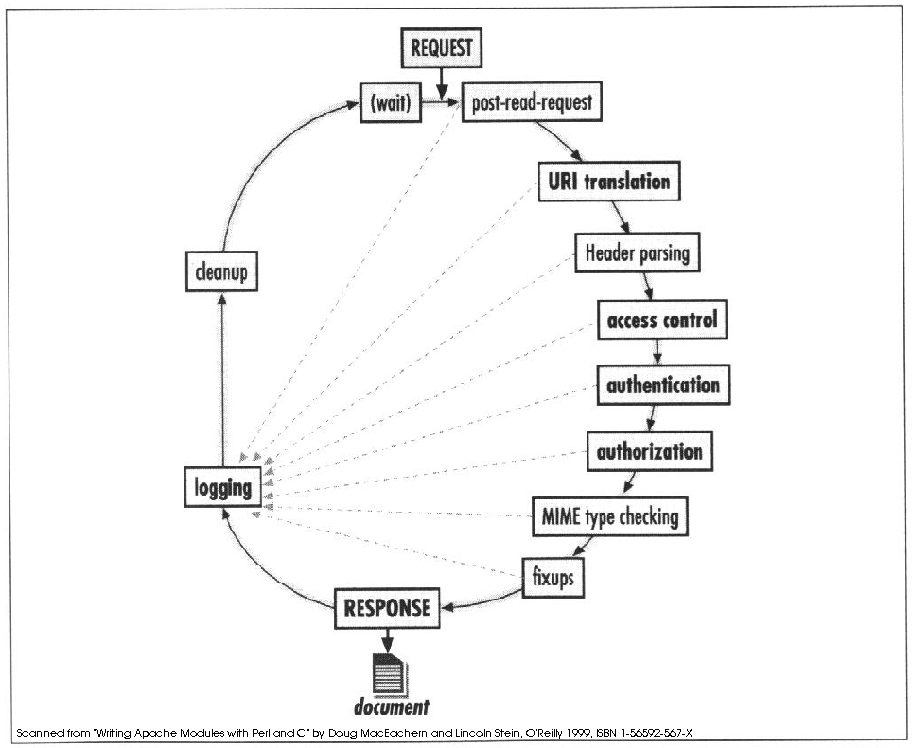 REQUEST
(wait)
post-read-request
URI translation
Header parsing
cleanup
access control
authentication
authorization
logging
MIME type checking
fixups
RESPONSE
document
Scanned from "Writing Apache Modules with Perl and C" by Doug MacEachern and Lincoln Stein, O'Reilly 1999, ISBN 1-56592-567-X